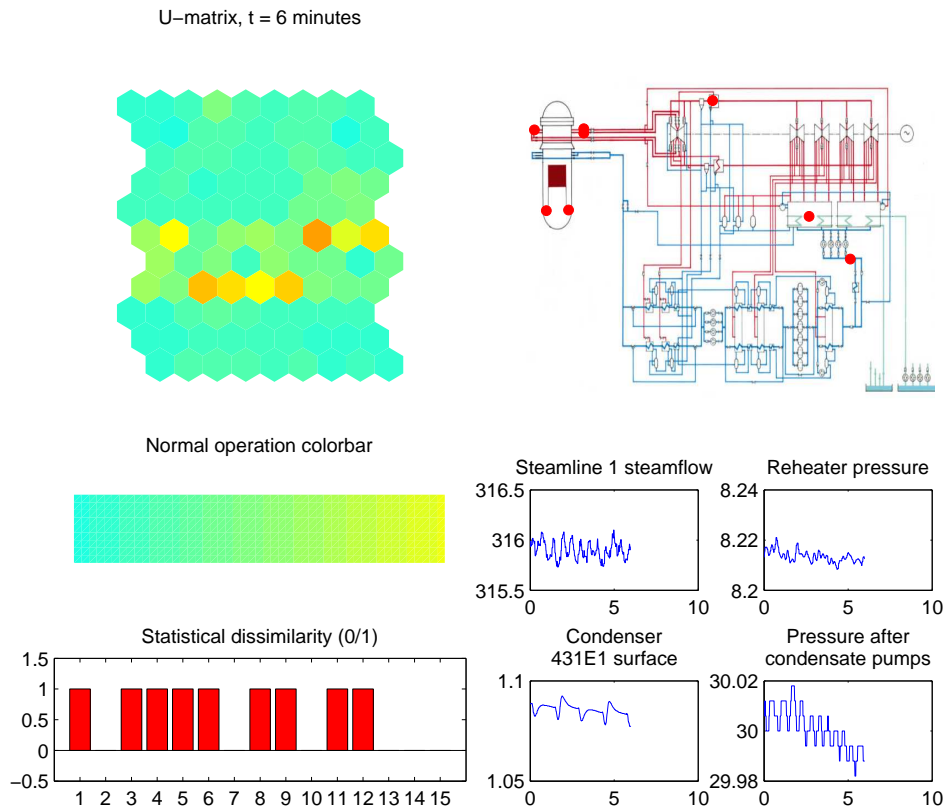 U−matrix, t = 6 minutes
Normal operation colorbar
Statistical dissimilarity (0/1)
1.5
1
0.5
0
−0.5
1 2 3 4 5 6 7 8 9 10 11 12 13 14 15
Steamline 1 steamflow
316.5
316
315.5
0 5 10
Reheater pressure
8.24
8.22
8.2
0 5 10
Condenser
431E1 surface
1.1
1.05
0 5 10
Pressure after
condensate pumps
30.02
30
29.98
0 5 10